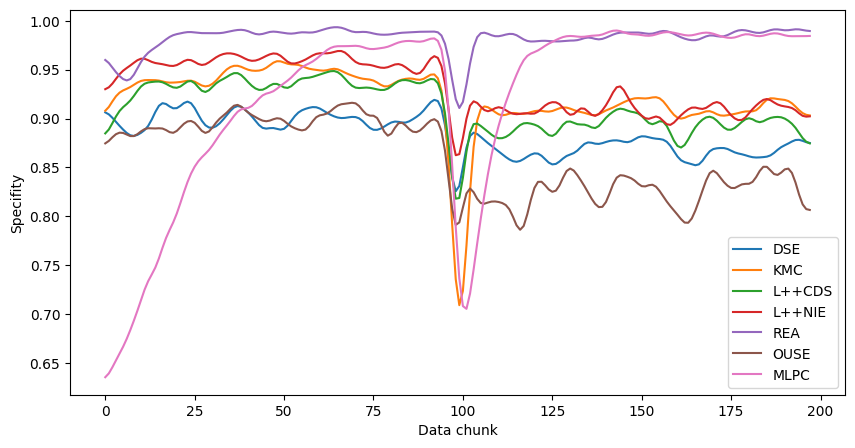 1.00
0.95
0.90
0.85
0.80
0.75
0.70
0.65
Specifity
0 25 50 75 100 125 150 175 200
Data chunk
DSE
KMC
L++CDS
L++NIE
REA
OUSE
MLPC